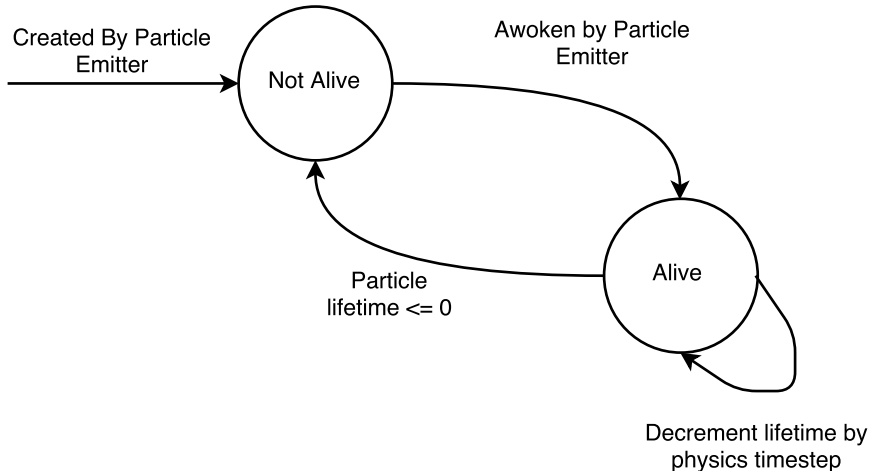 Created By Particle
Emitter
Not Alive
Awoken by Particle
Emitter
Alive
Particle
lifetime <= 0
Decrement lifetime by
physics timestep